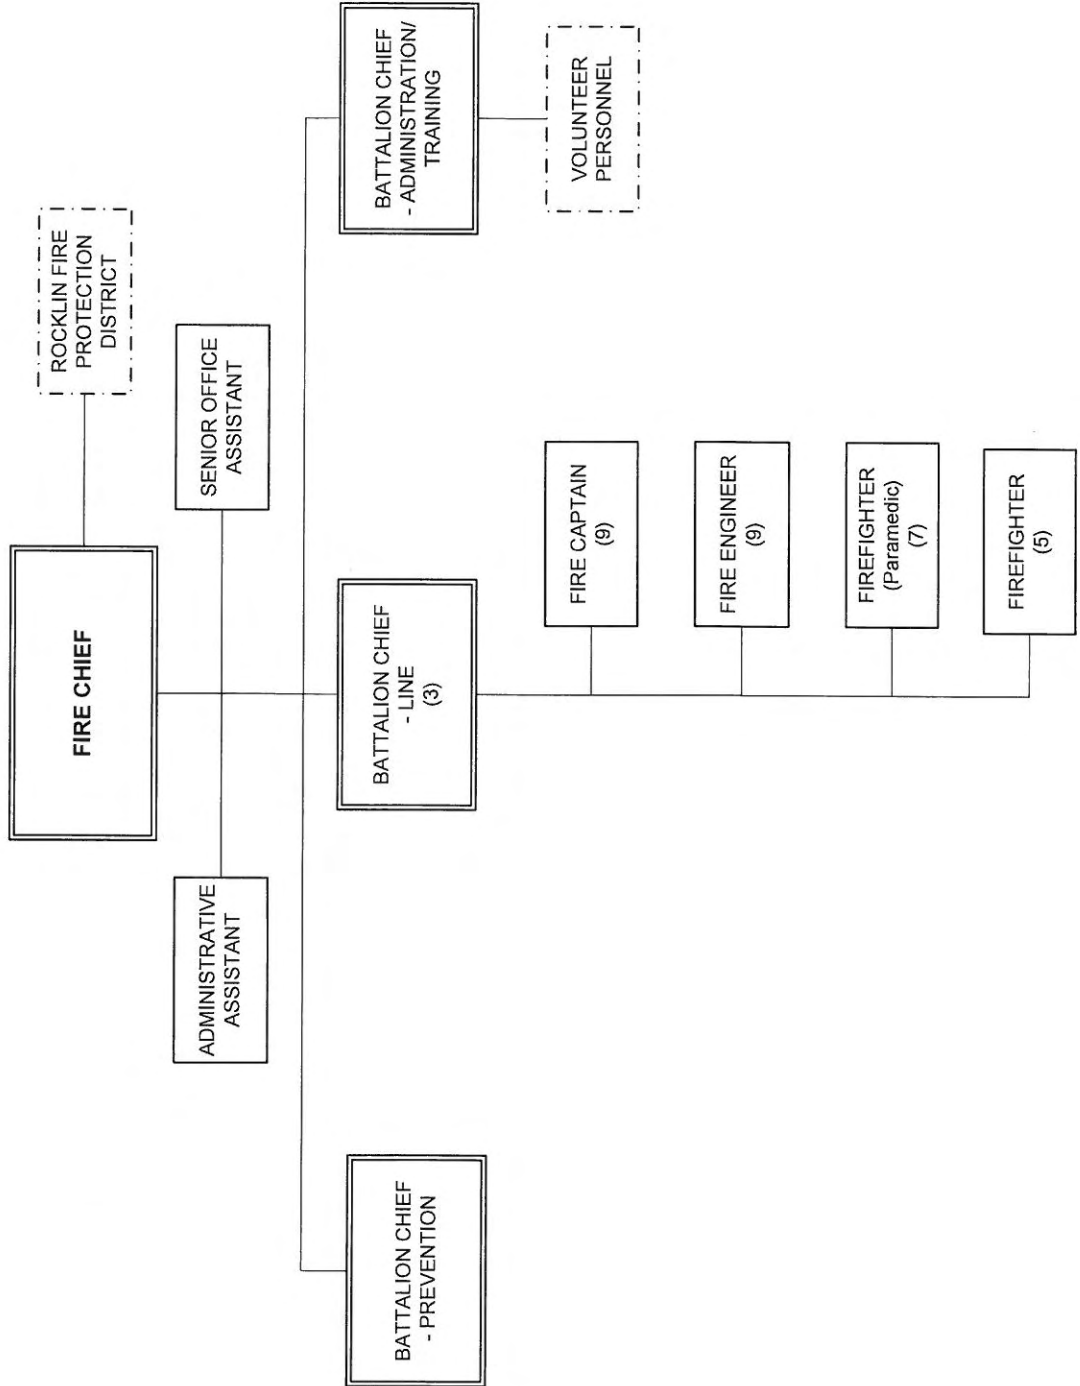 FIRE CHIEF
ROCKLIN FIRE
PROTECTION
DISTRICT
ADMINISTRATIVE
ASSISTANT
SENIOR OFFICE
ASSISTANT
BATTALION CHIEF
- PREVENTION
BATTALION CHIEF
- LINE
(3)
BATTALION CHIEF
- ADMINISTRATION/
TRAINING
FIRE CAPTAIN
(9)
VOLUNTEER
PERSONNEL
FIRE ENGINEER
(9)
FIREFIGHTER
(Paramedic)
(7)
FIREFIGHTER
(5)